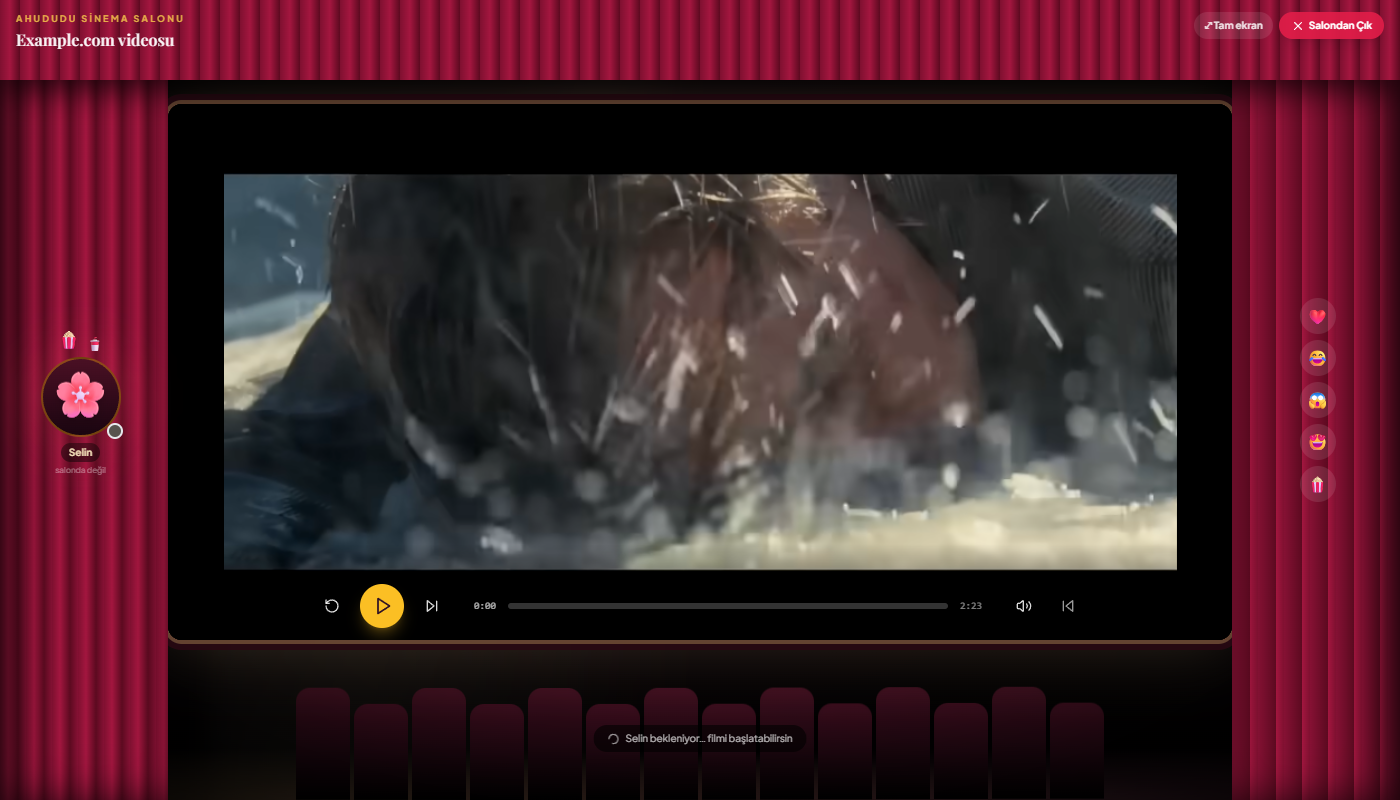 AHUDUDU SİNEMA SALONU
Example.com videosu
Tam ekran
Salondan Çık
Selin
salonda değil
0:00
2:23
Selin bekleniyor… filmi başlatabilirsin